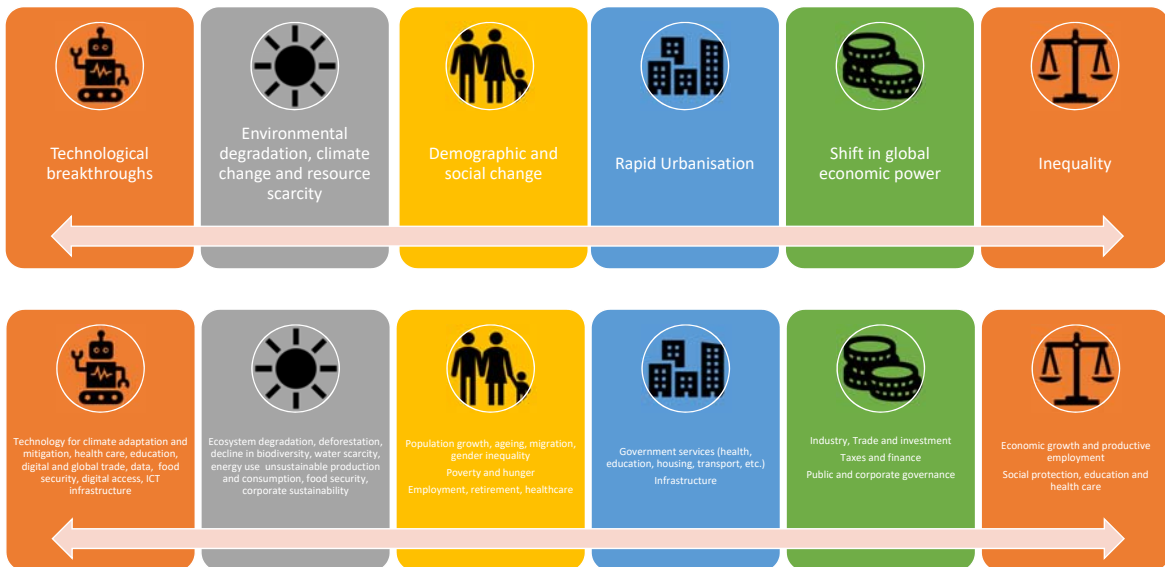 Technological
breakthroughs
Environmental
degradation, climate
change and resource
scarcity
Demographic and
social change
Rapid Urbanisation
Shift in global
economic power
Inequality
Technology for climate adaptation and
mitigation, health care, education,
digital and global trade, data, food
security, digital access, ICT
infrastructure
Ecosystem degradation, deforestation,
decline in biodiversity, water scarcity,
energy use unsustainable production
and consumption, food security,
corporate sustainability
Population growth, ageing, migration,
gender inequality
Poverty and hunger
Employment, retirement, healthcare
Government services (health,
education, housing, transport, etc.)
Infrastructure
Industry, Trade and investment
Taxes and finance
Public and corporate governance
Economic growth and productive
employment
Social protection, education and
health care